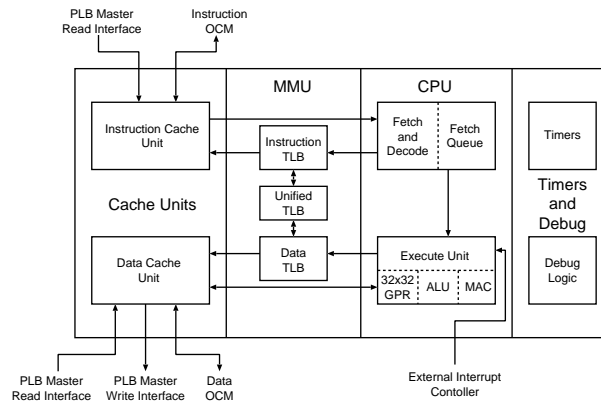 PLB Master
Read Interface
Instruction
OCM
MMU
CPU
Instruction Cache
Unit
Fetch
and
Decode
Fetch
Queue
Timers
Instruction
TLB
Unified
TLB
Cache Units
Timers
and
Debug
Data
TLB
Data Cache
Unit
Execute Unit
32x32
GPR
ALU
MAC
Debug
Logic
PLB Master
Read Interface
PLB Master
Write Interface
Data
OCM
External Interrupt
Contoller